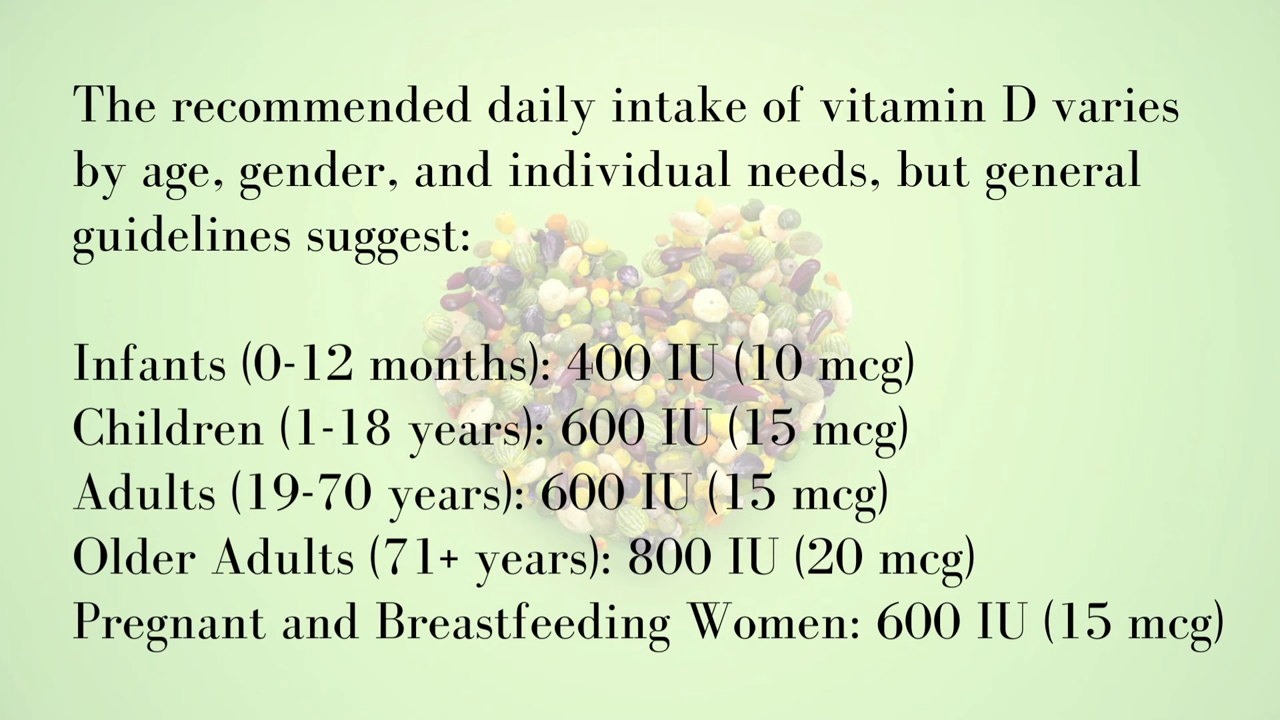 The recommended daily intake of vitamin D varies
by age, gender, and individual needs, but general
guidelines suggest:
Infants (0-12 months): 400 IU (10 mcg)
Children (1-18 years): 600 IU (15 mcg)
Adults (19-70 years): 600 IU (15 mcg)
Older Adults (71+ years): 800 IU (20 mcg)
Pregnant and Breastfeeding Women: 600 IU (15 mcg)